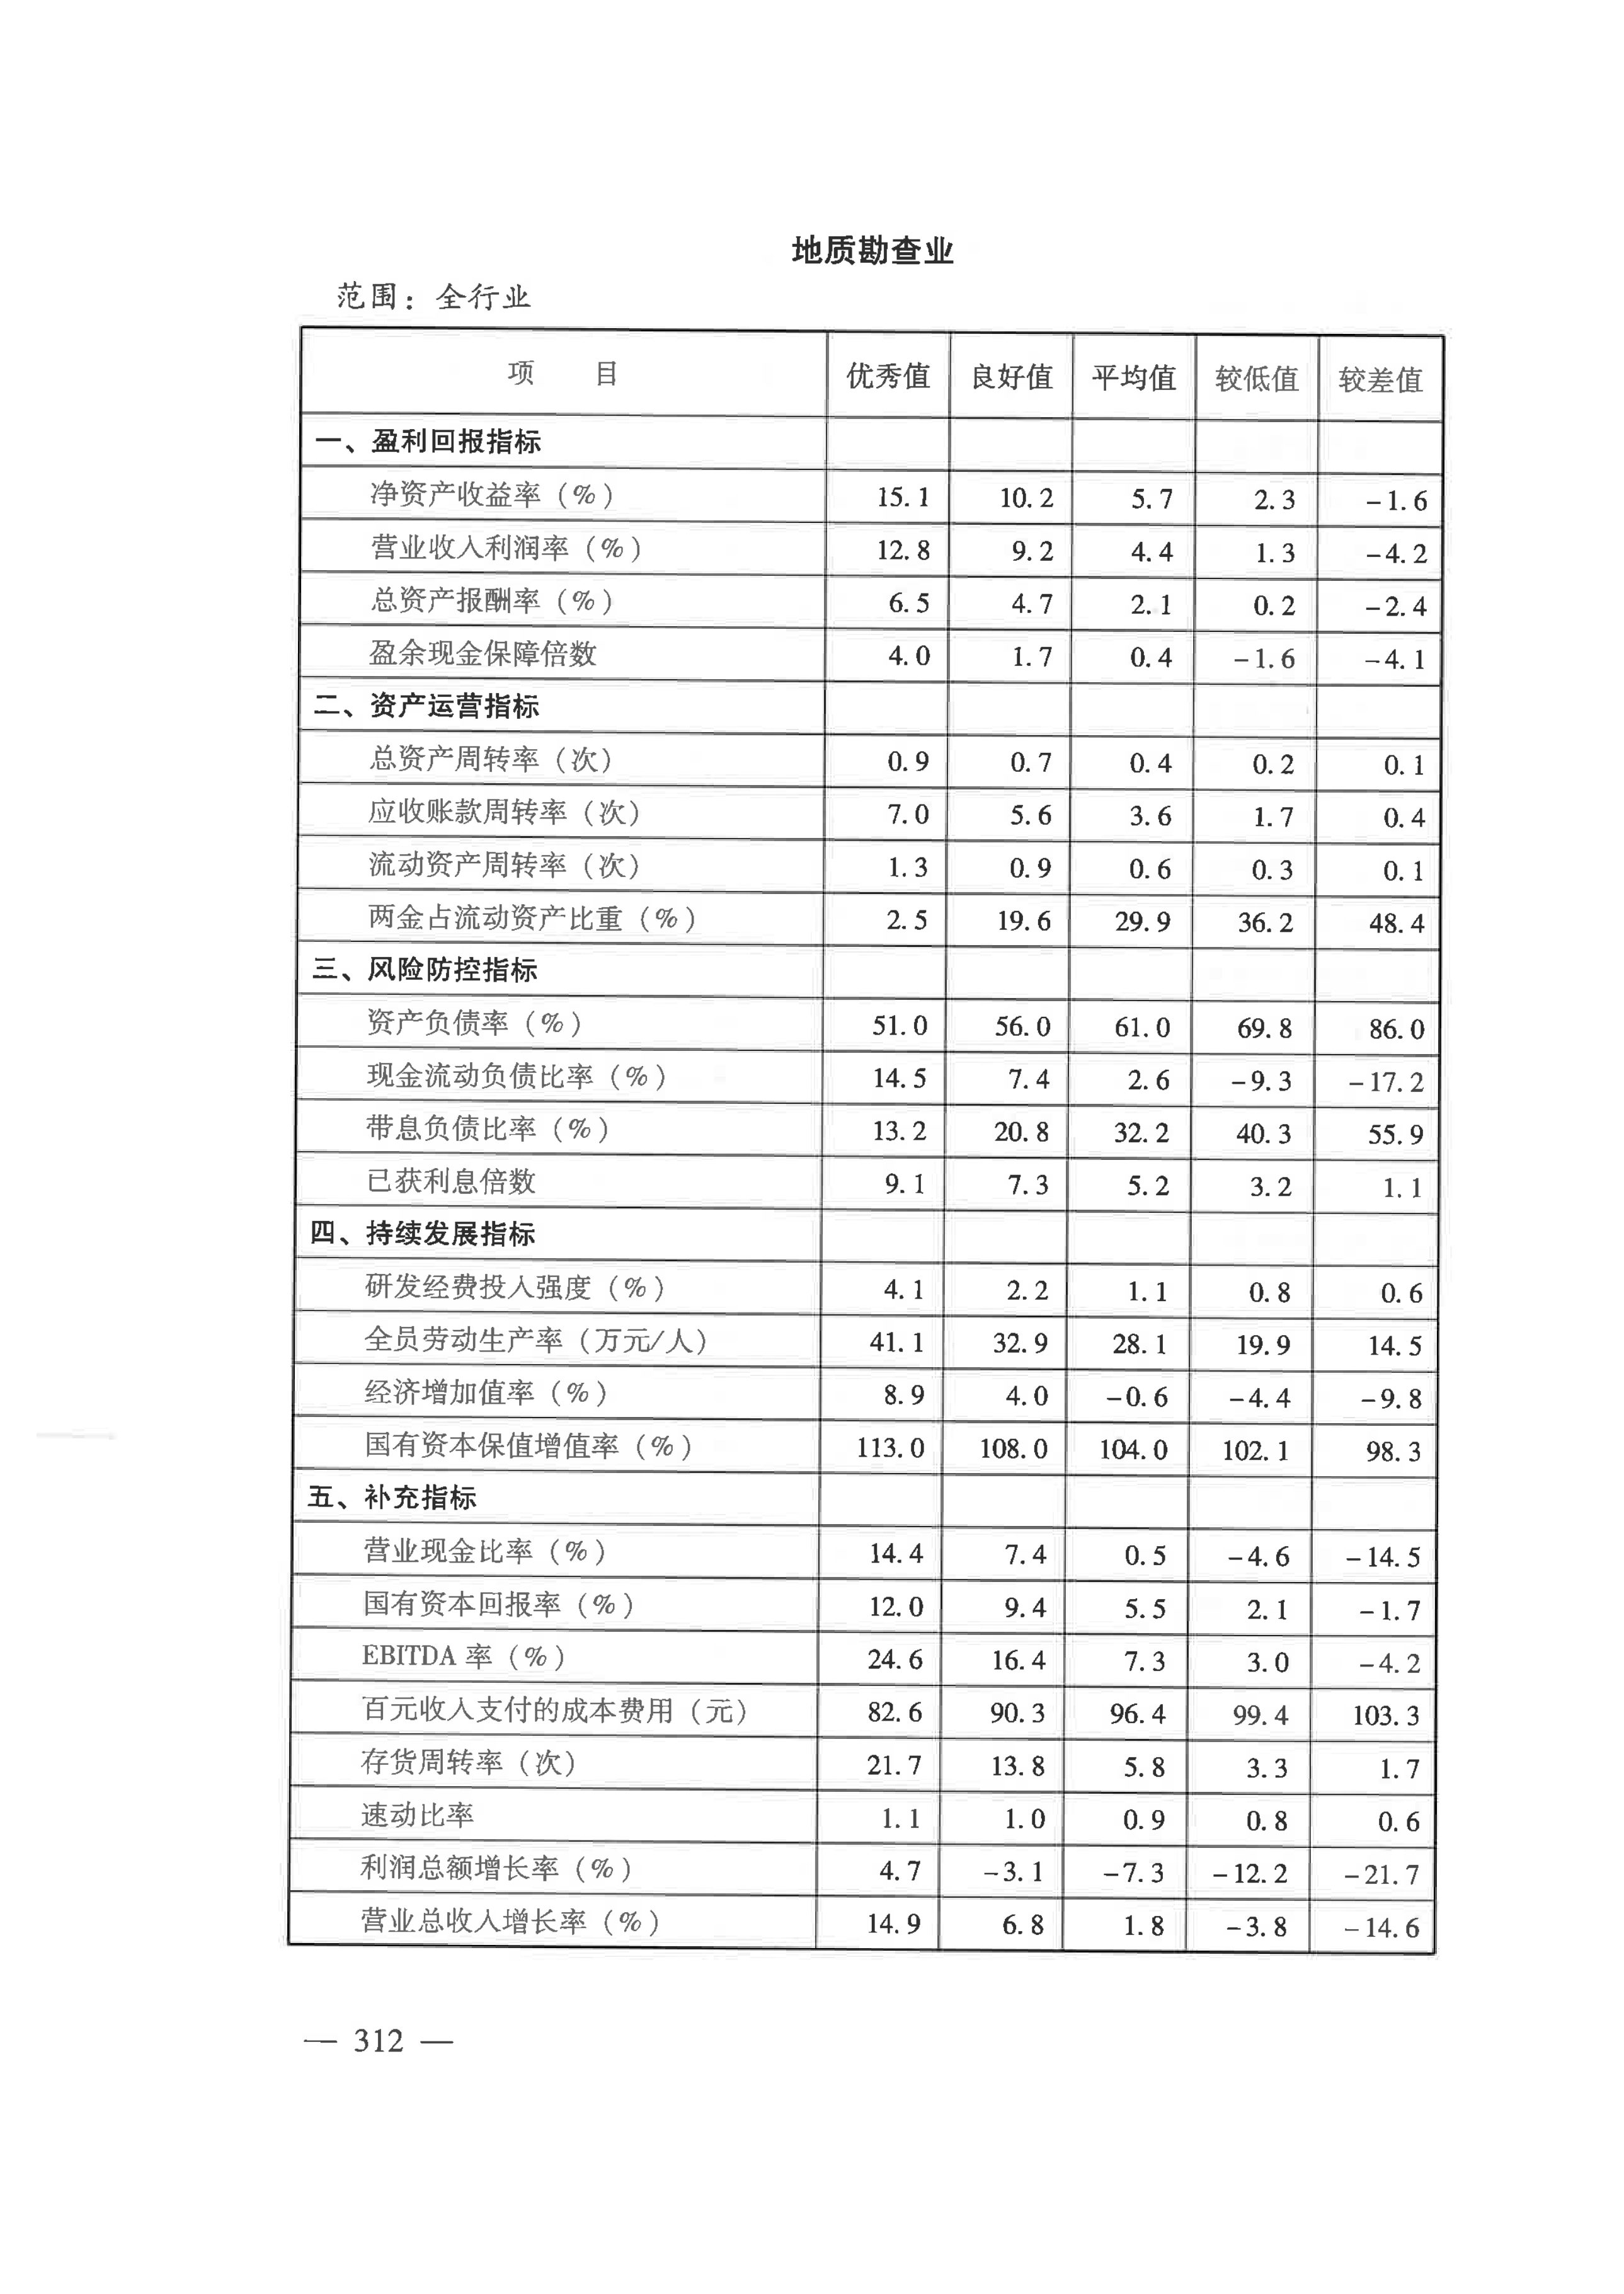 地质勘查业
范围：全行业
项 目 优秀值 良好值 平均值 较低值 较差值
一、盈利回报指标
净资产收益率（%） 15.1 10.2 5.7 2.3 -1.6
营业收入利润率（%） 12.8 9.2 4.4 1.3 -4.2
总资产报酬率（%） 6.5 4.7 2.1 0.2 -2.4
盈余现金保障倍数 4.0 1.7 0.4 -1.6 -4.1
二、资产运营指标
总资产周转率（次） 0.9 0.7 0.4 0.2 0.1
应收账款周转率（次） 7.0 5.6 3.6 1.7 0.4
流动资产周转率（次） 1.3 0.9 0.6 0.3 0.1
两金占流动资产比重（%） 2.5 19.6 29.9 36.2 48.4
三、风险防控指标
资产负债率（%） 51.0 56.0 61.0 69.8 86.0
现金流动负债比率（%） 14.5 7.4 2.6 -9.3 -17.2
带息负债比率（%） 13.2 20.8 32.2 40.3 55.9
已获利息倍数 9.1 7.3 5.2 3.2 1.1
四、持续发展指标
研发经费投入强度（%） 4.1 2.2 1.1 0.8 0.6
全员劳动生产率（万元/人） 41.1 32.9 28.1 19.9 14.5
经济增加值率（%） 8.9 4.0 -0.6 -4.4 -9.8
国有资本保值增值率（%） 113.0 108.0 104.0 102.1 98.3
五、补充指标
营业现金比率（%） 14.4 7.4 0.5 -4.6 -14.5
国有资本回报率（%） 12.0 9.4 5.5 2.1 -1.7
EBITDA 率（%） 24.6 16.4 7.3 3.0 -4.2
百元收入支付的成本费用（元） 82.6 90.3 96.4 99.4 103.3
存货周转率（次） 21.7 13.8 5.8 3.3 1.7
速动比率 1.1 1.0 0.9 0.8 0.6
利润总额增长率（%） 4.7 -3.1 -7.3 -12.2 -21.7
营业总收入增长率（%） 14.9 6.8 1.8 -3.8 -14.6
— 312 —